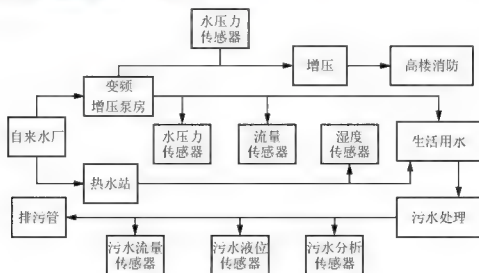 水压力
传感器
变频
增压泵房
增压
高楼消防
自来水厂
水压力
传感器
流量
传感器
湿度
传感器
生活用水
热水站
排污管
污水处理
污水流量
传感器
污水液位
传感器
污水分析
传感器